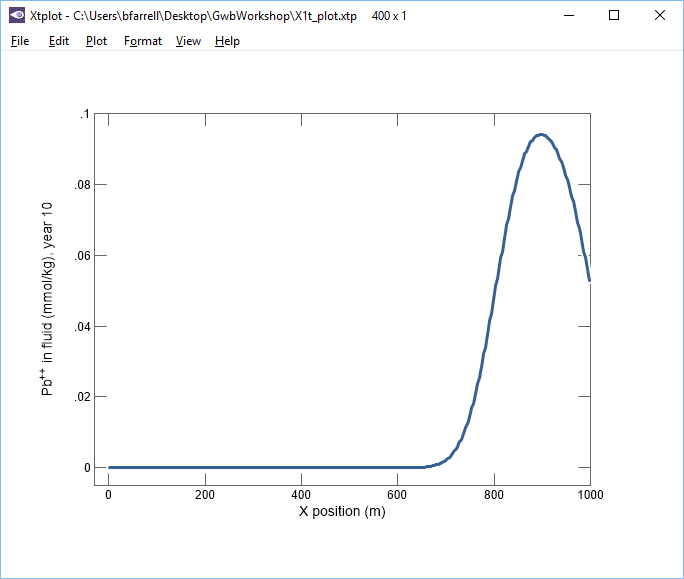 Xtplot - C:\Users\bfarrell\Desktop\GwbWorkshop\X1t_plot.xtp 400 x 1
File Edit Plot Format View Help
.1
.08
.06
.04
.02
0
Pb++ in fluid (mmol/kg), year 10
0 200 400 600 800 1000
X position (m)